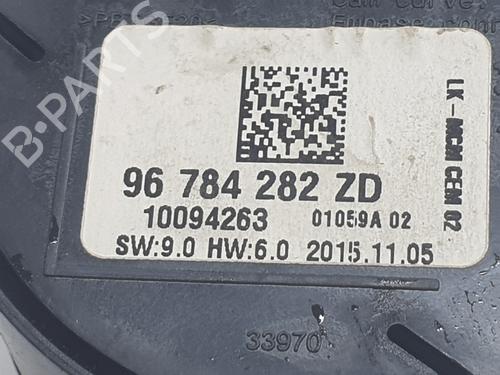 B-PARTS
LK-MCM CEM 02
96 784 282 ZD
10094263 01059A 02
SW:9.0 HW:6.0 2015.11.05
33970